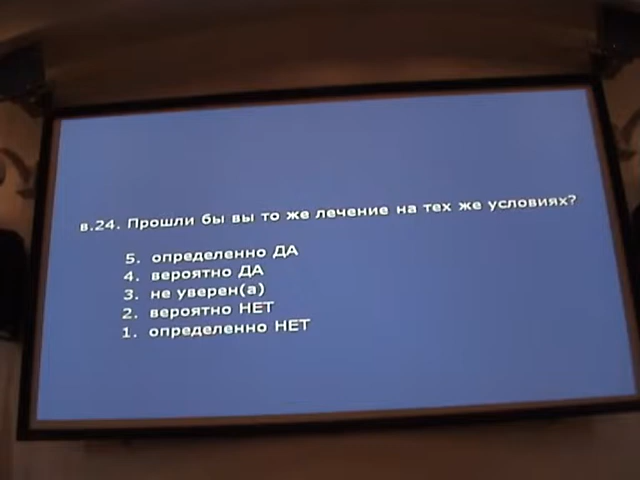 в.24. Прошли бы вы то же лечение на тех же условиях?
5. определенно ДА
4. вероятно ДА
3. не уверен(а)
2. вероятно НЕТ
1. определенно НЕТ